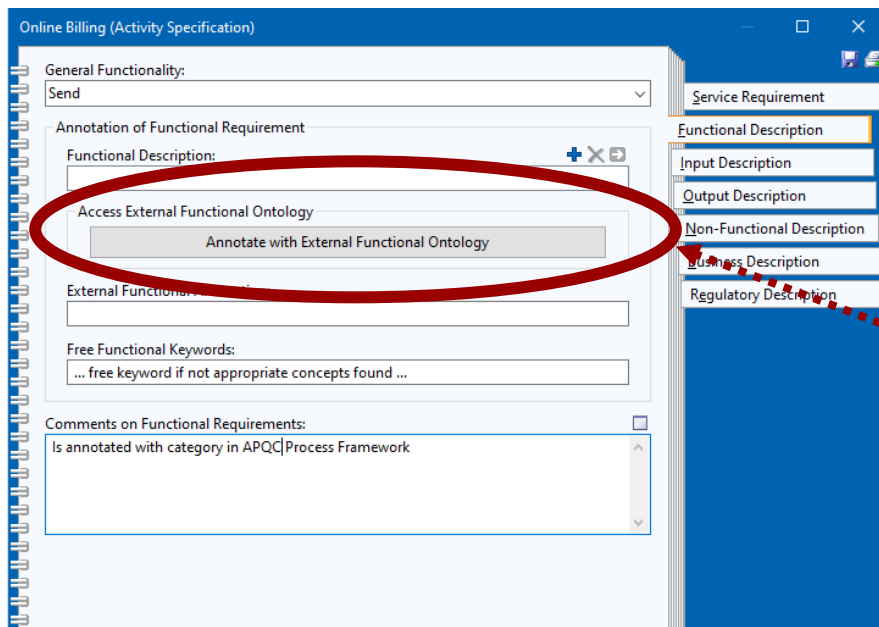 Online Billing (Activity Specification)
General Functionality:
Send
Annotation of Functional Requirement
Functional Description:
Access External Functional Ontology
Annotate with External Functional Ontology
External Functional
Free Functional Keywords:
... free keyword if not appropriate concepts found ...
Comments on Functional Requirements:
Is annotated with category in APQC Process Framework
Service Requirement
Functional Description
Input Description
Output Description
Non-Functional Description
Business Description
Regulatory Description